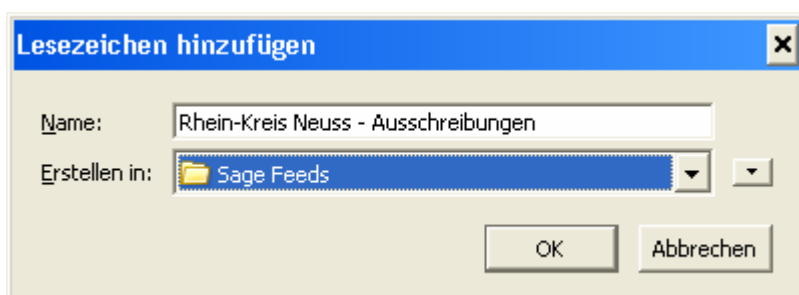 Lesezeichen hinzufügen
Name: Rhein-Kreis Neuss - Ausschreibungen
Erstellen in: Sage Feeds
OK Abbrechen